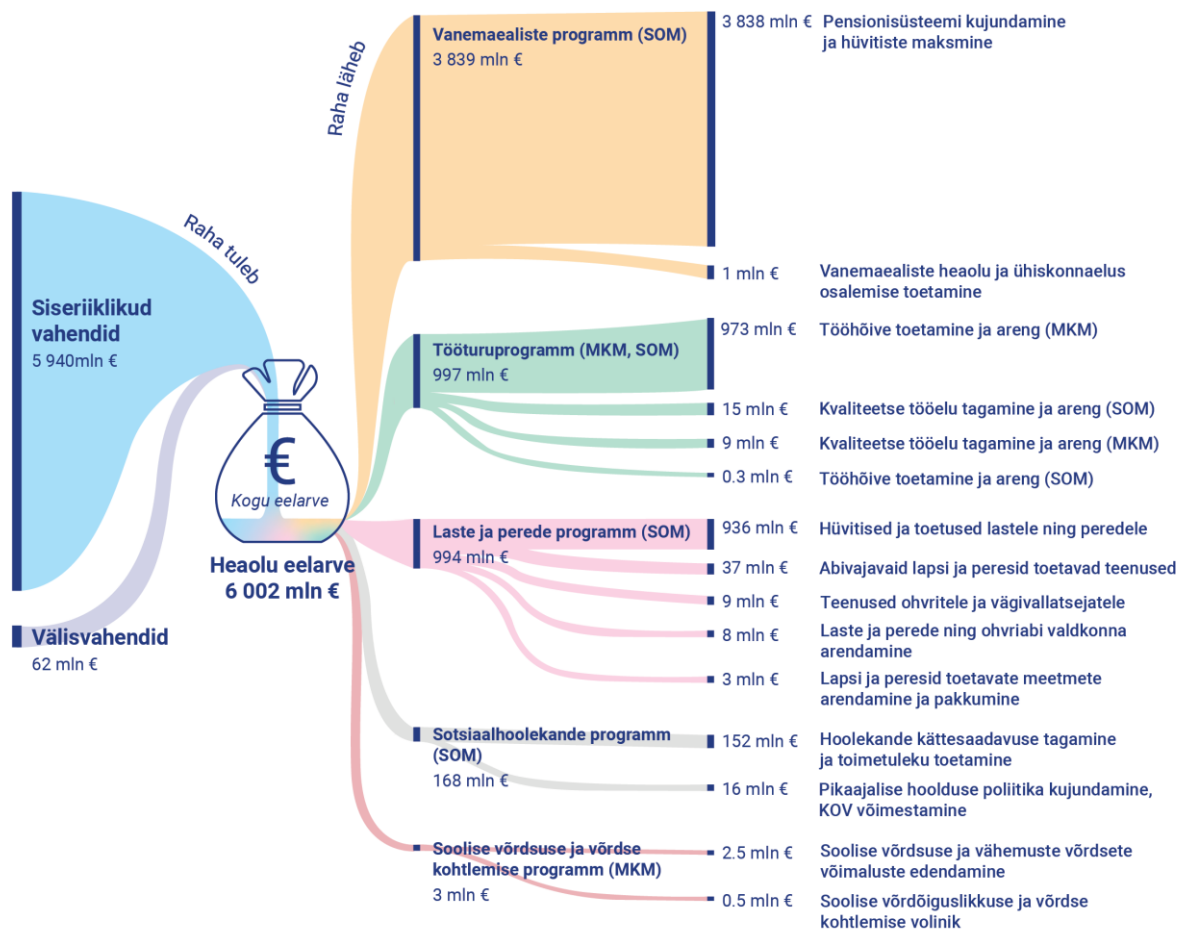 Raha tuleb
Siseriiklikud
vahendid
5 940mln €
Välisvahendid
62 mln €
€
Kogu eelarve
Heaolu eelarve
6 002 mln €
Raha läheb
Vanemaealiste programm (SOM)
3 839 mln €
3 838 mln € Pensionisüsteemi kujundamine
ja hüvitiste maksmine
1 mln € Vanemaealiste heaolu ja ühiskonnaelus
osalemise toetamine
Tööturuprogramm (MKM, SOM)
997 mln €
973 mln € Tööhõive toetamine ja areng (MKM)
15 mln € Kvaliteetse tööelu tagamine ja areng (SOM)
9 mln € Kvaliteetse tööelu tagamine ja areng (MKM)
0.3 mln € Tööhõive toetamine ja areng (SOM)
Laste ja perede programm (SOM)
994 mln €
936 mln € Hüvitised ja toetused lastele ning peredele
37 mln € Abivajavaid lapsi ja peresid toetavad teenused
9 mln € Teenused ohvritele ja vägivallatsejatele
8 mln € Laste ja perede ning ohvriabi valdkonna
arendamine
3 mln € Lapsi ja peresid toetavate meetmete
arendamine ja pakkumine
Sotsiaalhoolekande programm
(SOM)
168 mln €
152 mln € Hoolekande kättesaadavuse tagamine
ja toimetuleku toetamine
16 mln € Pikaajalise hoolduse poliitika kujundamine,
KOV võimestamine
Soolise võrdsuse ja võrdse
kohtlemise programm (MKM)
3 mln €
2.5 mln € Soolise võrdsuse ja vähemuste võrdsete
võimaluste edendamine
0.5 mln € Soolise võrdõiguslikkuse ja võrdse
kohtlemise volinik